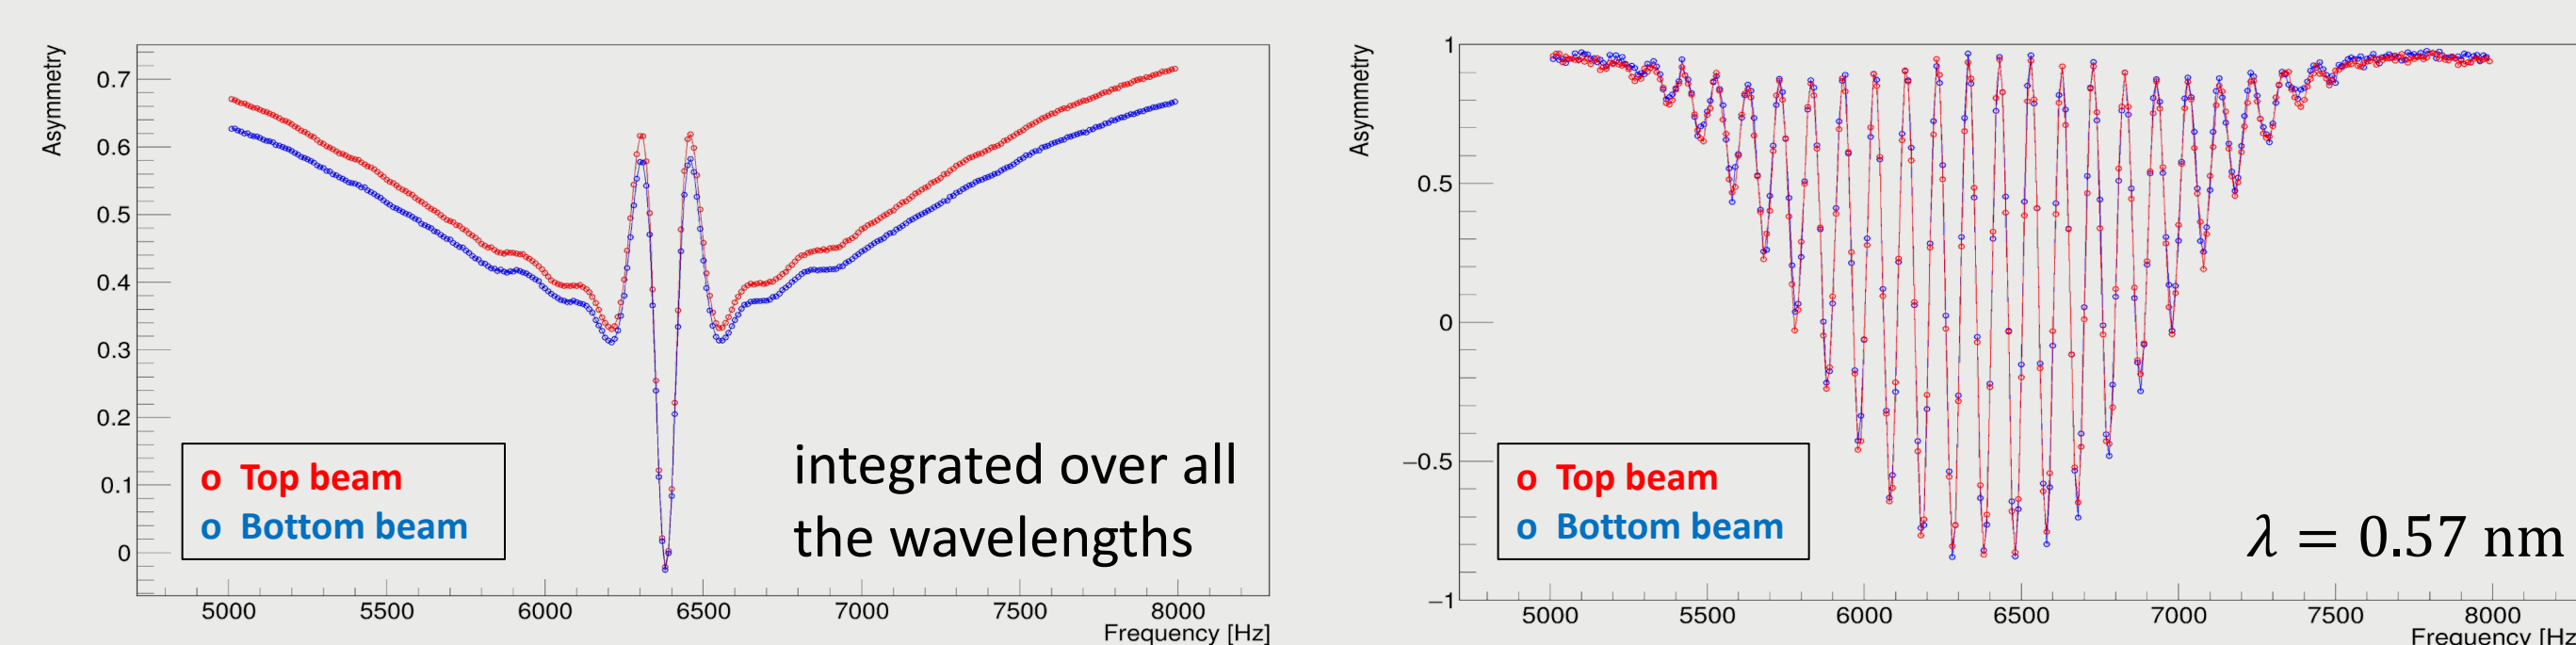 Asymmetry
0.7
0.6
0.5
0.4
0.3
0.2
0.1
0
o Top beam
o Bottom beam
integrated over all
the wavelengths
5000 5500 6000 6500 7000 7500 8000
Frequency [Hz]
Asymmetry
1
0.5
0
−0.5
−1
o Top beam
o Bottom beam
λ = 0.57 nm
5000 5500 6000 6500 7000 7500 8000
Frequency [Hz